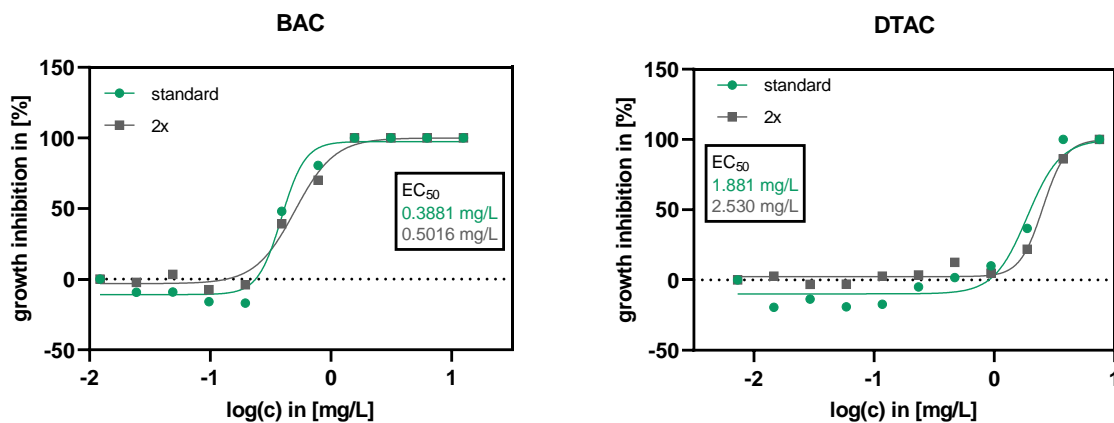 BAC
growth inhibition in [%]
150
100
50
0
-50
standard
2x
EC50
0.3881 mg/L
0.5016 mg/L
-2
-1
0
1
log(c) in [mg/L]
DTAC
growth inhibition in [%]
150
100
50
0
-50
standard
2x
EC50
1.881 mg/L
2.530 mg/L
-2
-1
0
1
log(c) in [mg/L]